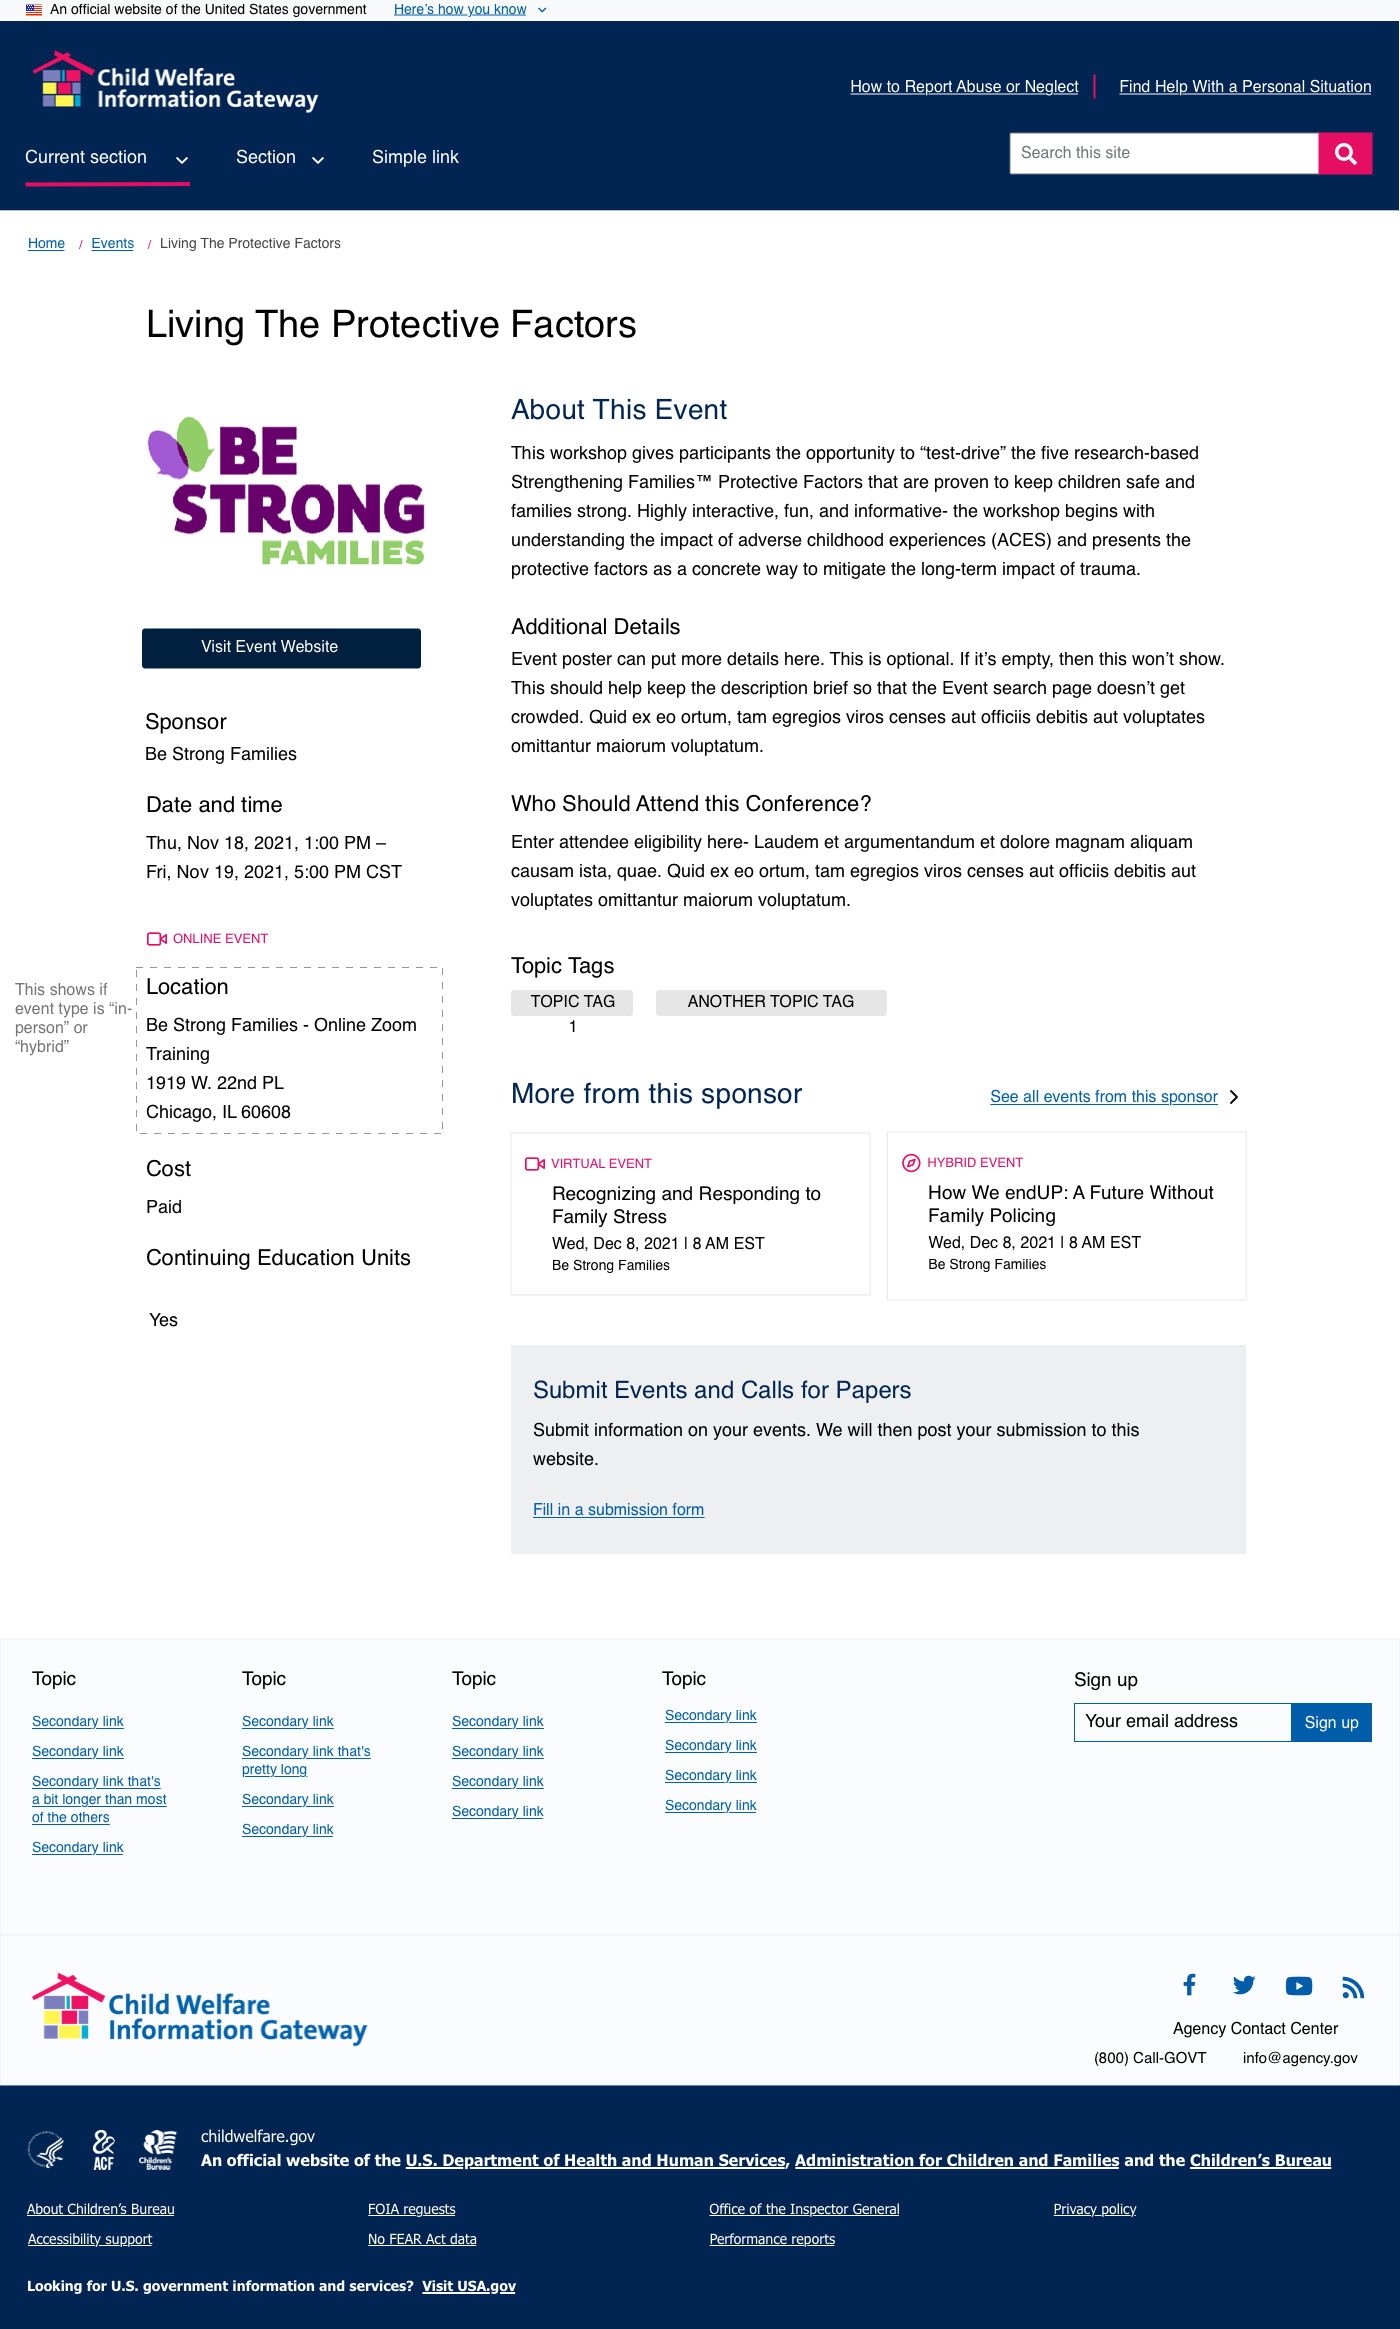 An official website of the United States government Here's how you know
Child Welfare
Information Gateway
How to Report Abuse or Neglect Find Help With a Personal Situation
Current section Section Simple link
Search this site
Home / Events / Living The Protective Factors
Living The Protective Factors
BE
STRONG
FAMILIES
Visit Event Website
Sponsor
Be Strong Families
Date and time
Thu, Nov 18, 2021, 1:00 PM –
Fri, Nov 19, 2021, 5:00 PM CST
ONLINE EVENT
This shows if
event type is “in-
person” or
“hybrid”
Location
Be Strong Families - Online Zoom
Training
1919 W. 22nd PL
Chicago, IL 60608
Cost
Paid
Continuing Education Units
Yes
About This Event
This workshop gives participants the opportunity to “test-drive” the five research-based
Strengthening Families™ Protective Factors that are proven to keep children safe and
families strong. Highly interactive, fun, and informative- the workshop begins with
understanding the impact of adverse childhood experiences (ACES) and presents the
protective factors as a concrete way to mitigate the long-term impact of trauma.
Additional Details
Event poster can put more details here. This is optional. If it’s empty, then this won’t show.
This should help keep the description brief so that the Event search page doesn’t get
crowded. Quid ex eo ortum, tam egregios viros censes aut officiis debitis aut voluptates
omittantur maiorum voluptatum.
Who Should Attend this Conference?
Enter attendee eligibility here- Laudem et argumentandum et dolore magnam aliquam
causam ista, quae. Quid ex eo ortum, tam egregios viros censes aut officiis debitis aut
voluptates omittantur maiorum voluptatum.
Topic Tags
TOPIC TAG
1
ANOTHER TOPIC TAG
More from this sponsor
See all events from this sponsor
VIRTUAL EVENT
Recognizing and Responding to
Family Stress
Wed, Dec 8, 2021 | 8 AM EST
Be Strong Families
HYBRID EVENT
How We endUP: A Future Without
Family Policing
Wed, Dec 8, 2021 | 8 AM EST
Be Strong Families
Submit Events and Calls for Papers
Submit information on your events. We will then post your submission to this
website.
Fill in a submission form
Topic
Secondary link
Secondary link
Secondary link that's
a bit longer than most
of the others
Secondary link
Topic
Secondary link
Secondary link that's
pretty long
Secondary link
Secondary link
Topic
Secondary link
Secondary link
Secondary link
Secondary link
Topic
Secondary link
Secondary link
Secondary link
Secondary link
Sign up
Your email address Sign up
Child Welfare
Information Gateway
Agency Contact Center
(800) Call-GOVT info@agency.gov
&
ACF
Children's
Bureau
childwelfare.gov
An official website of the U.S. Department of Health and Human Services, Administration for Children and Families and the Children’s Bureau
About Children’s Bureau FOIA requests Office of the Inspector General Privacy policy
Accessibility support No FEAR Act data Performance reports
Looking for U.S. government information and services? Visit USA.gov